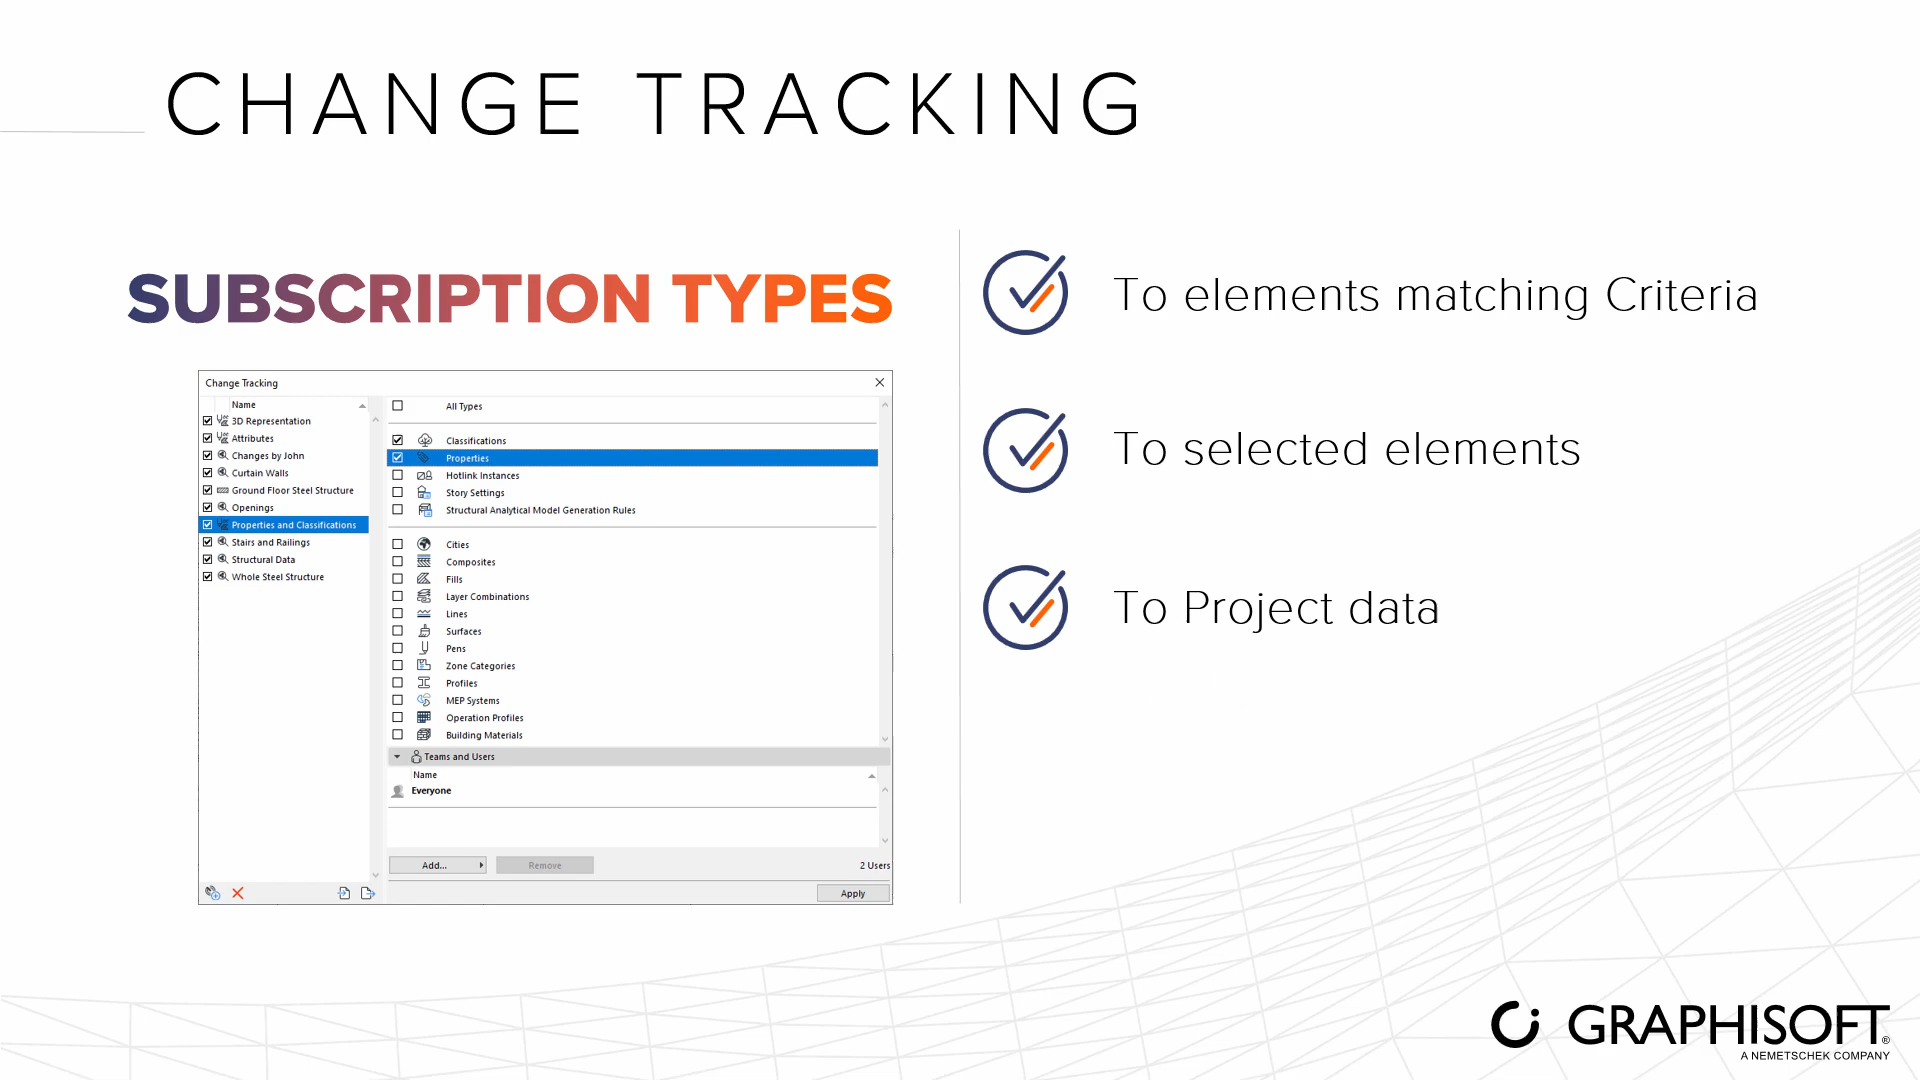 CHANGE TRACKING
SUBSCRIPTION TYPES
Change Tracking
Name
3D Representation
Attributes
Changes by John
Curtain Walls
Ground Floor Steel Structure
Openings
Properties and Classifications
Stairs and Railings
Structural Data
Whole Steel Structure
All Types
Classifications
Properties
Hotlink Instances
Story Settings
Structural Analytical Model Generation Rules
Cities
Composites
Fills
Layer Combinations
Lines
Surfaces
Pens
Zone Categories
Profiles
MEP Systems
Operation Profiles
Building Materials
Teams and Users
Name
Everyone
Add...
Remove
2 Users
Apply
To elements matching Criteria
To selected elements
To Project data
GRAPHISOFT®
A NEMETSCHEK COMPANY